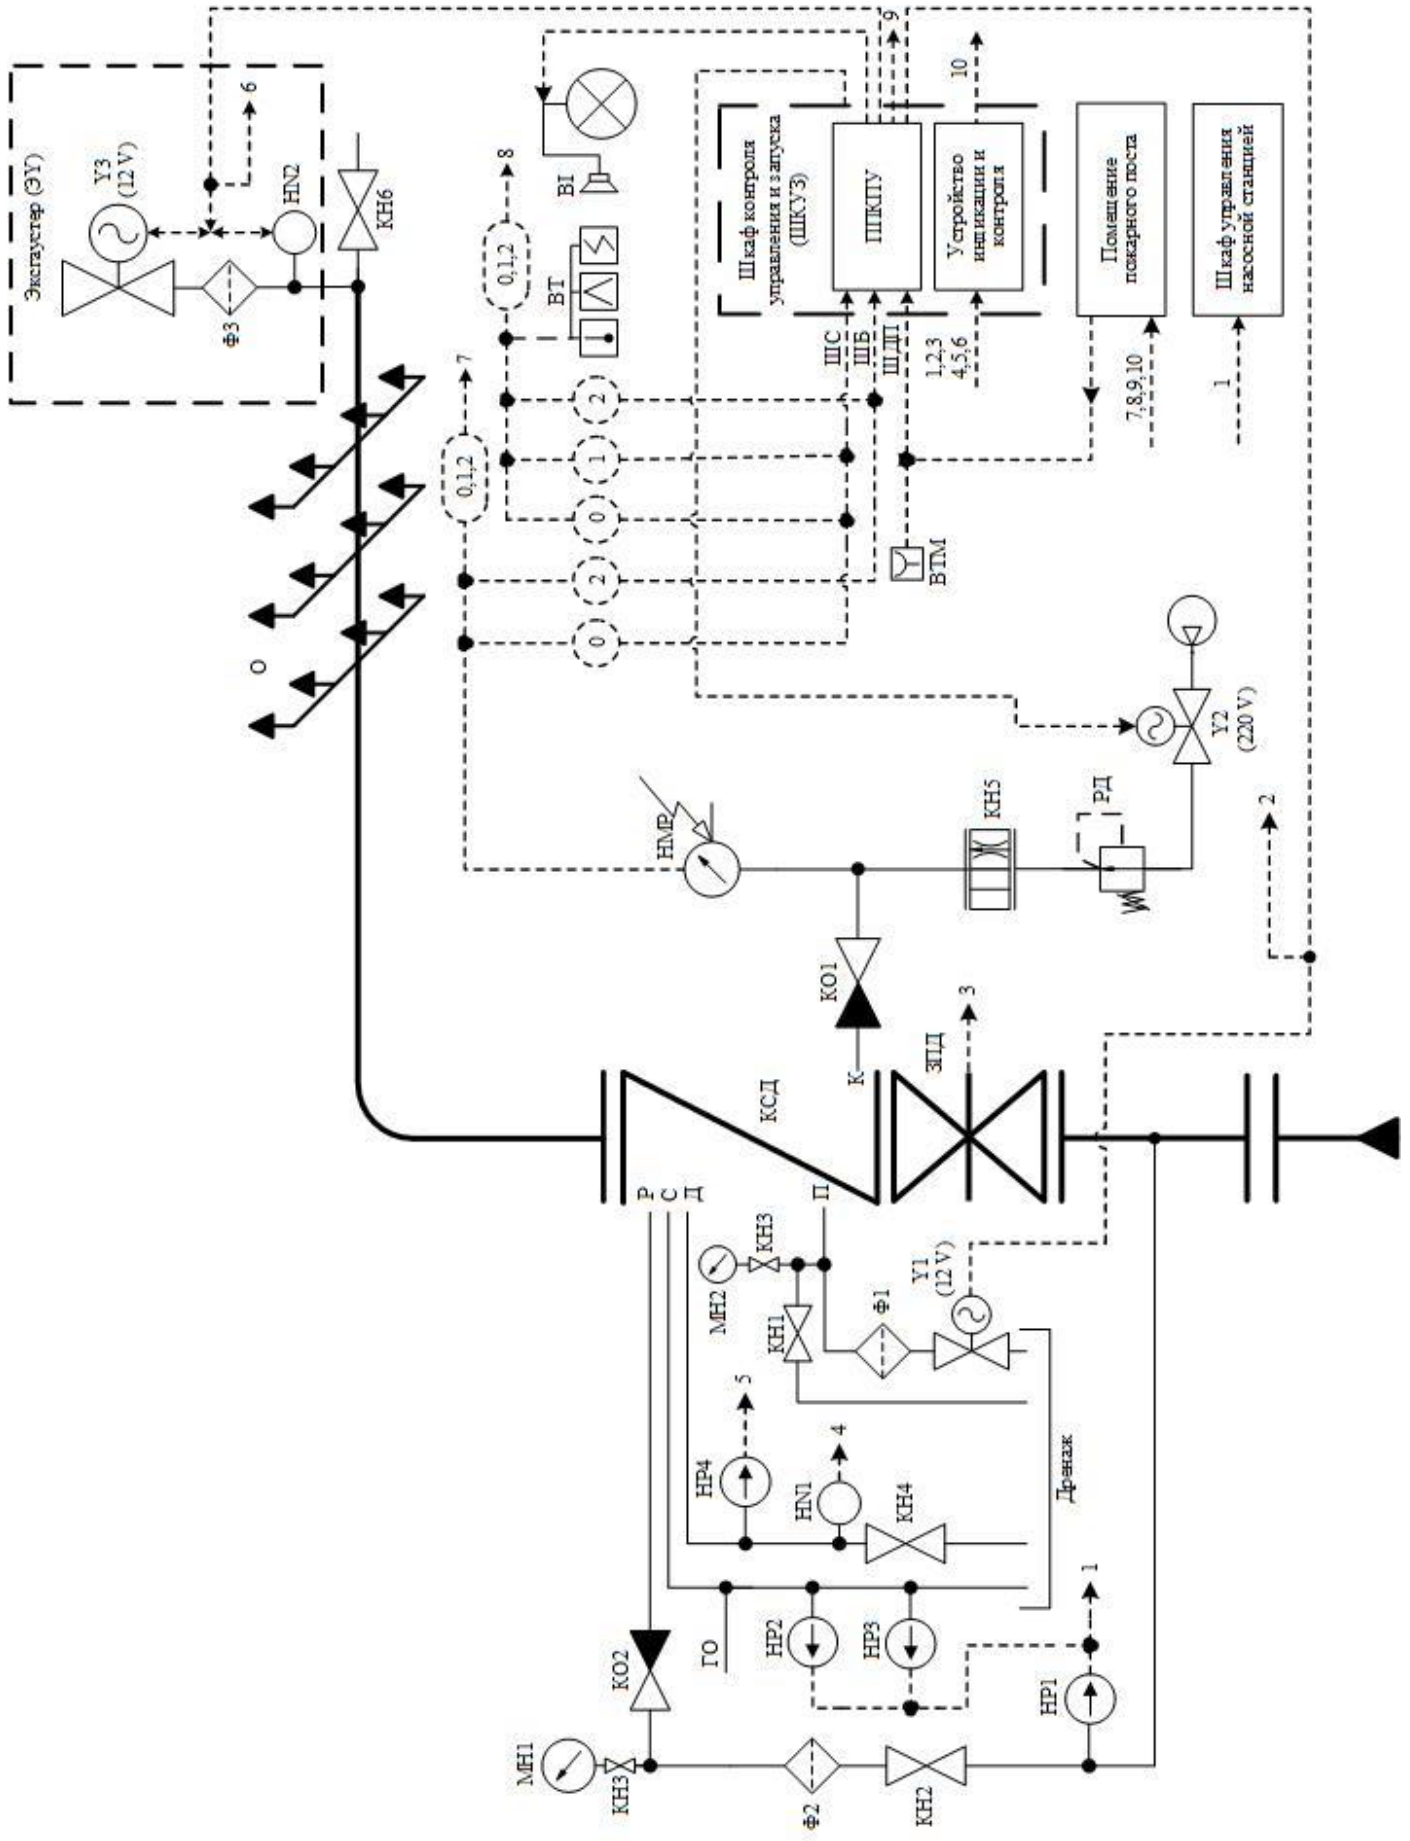 Эксгаустер (ЭУ)
Y3
(12 V)
HN2
Ф3
6
КН6
О
0,1,2
7
0,1,2
8
ВТ
ВІ
9
10
0
2
0
1
2
Шкаф контроля
управления и запуска
(ШКУЗ)
ППКПУ
Устройство
индикации и
контроля
ШС
ШБ
ШДП
1,2,3
4,5,6
Помещение
пожарного поста
7,8,9,10
Шкаф управления
насосной станцией
1
ВТМ
НМР
КН5
РД
Y2
(220 V)
2
КО1
К
ЗПД
3
КСД
Р
С
Д
П
МН2
КН3
КН1
Ф1
Y1
(12 V)
НР4
5
HN1
4
КН4
Дренаж
КО2
ГО
НР2
НР3
НР1
1
МН1
КН3
Ф2
КН2